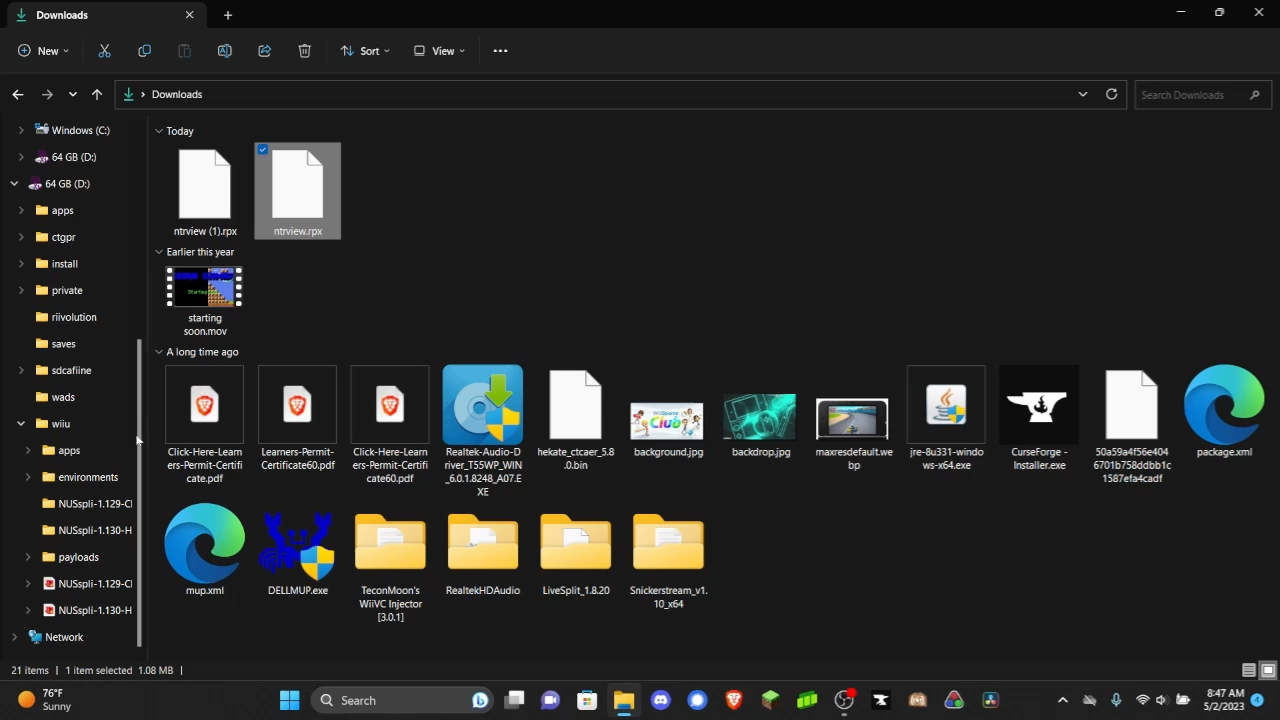 Downloads
New
Sort
View
Downloads
Search Downloads
Windows (C:)
64 GB (D:)
64 GB (D:)
apps
ctgpr
install
private
riivolution
saves
sdcafiine
wads
wiiu
apps
environments
NUSspli-1.129-Cl
NUSspli-1.130-H
payloads
NUSspli-1.129-Cl
NUSspli-1.130-H
Network
Today
ntrview (1).rpx
ntrview.rpx
Earlier this year
Starting
starting
soon.mov
A long time ago
Click-Here-Learn
ers-Permit-Certifi
cate.pdf
Learners-Permit-
Certificate60.pdf
Click-Here-Learn
ers-Permit-Certifi
cate60.pdf
Realtek-Audio-D
river_T55WP_WIN
_6.0.1.8248_A07.E
XE
hekate_ctcaer_5.8
.0.bin
Club
background.jpg
backdrop.jpg
maxresdefault.we
bp
jre-8u331-windo
ws-x64.exe
CurseForge -
Installer.exe
50a59a4f56e404
6701b758ddbb1c
1587efa4cadf
package.xml
mup.xml
DELLMUP.exe
TeconMoon's
WiiVC Injector
[3.0.1]
RealtekHDAudio
LiveSplit_1.8.20
Snickerstream_v1.
10_x64
21 items
1 item selected 1.08 MB
76°F
Sunny
Search
8:47 AM
5/2/2023
4